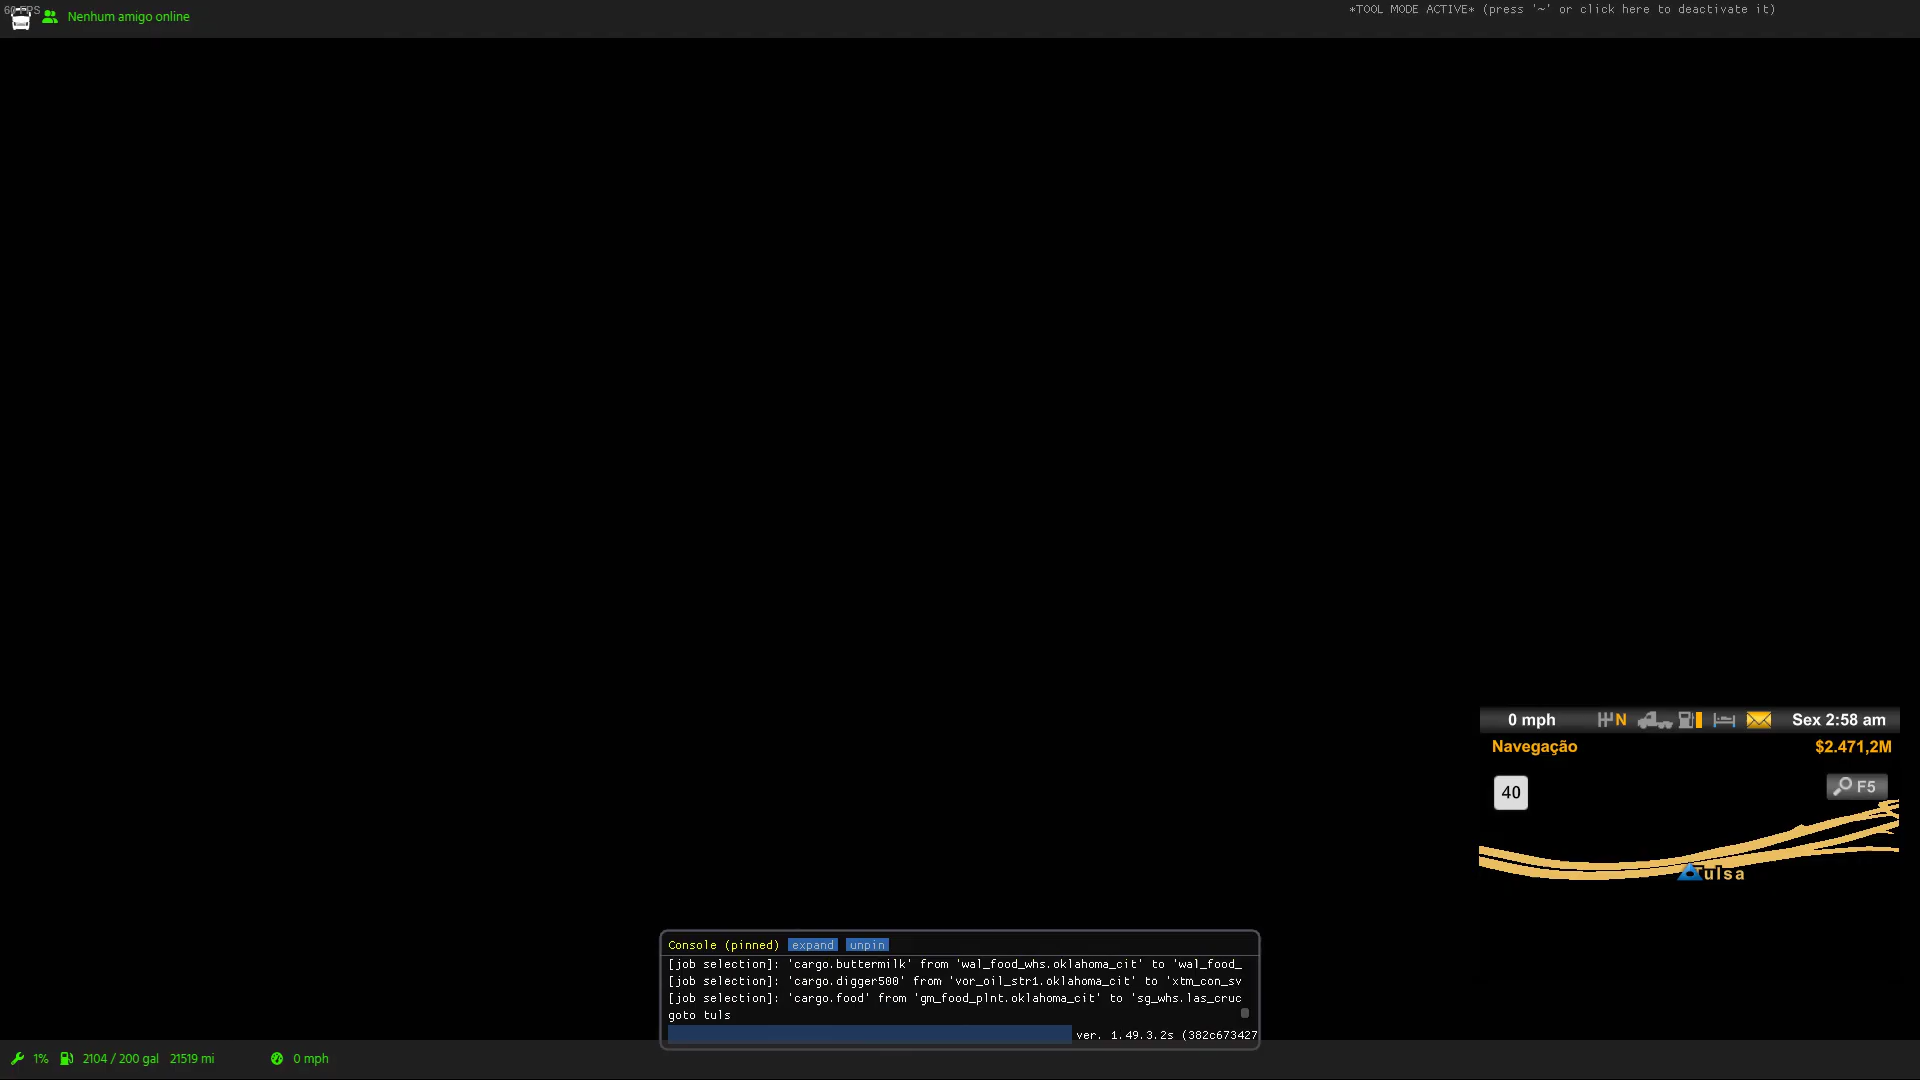 60 FPS
Nenhum amigo online
*TOOL MODE ACTIVE* (press '~' or click here to deactivate it)
0 mph N Sex 2:58 am
Navegação $2.471,2M
40 F5
Tulsa
Console (pinned) expand unpin
[job selection]: 'cargo.buttermilk' from 'wal_food_whs.oklahoma_cit' to 'wal_food_
[job selection]: 'cargo.digger500' from 'vor_oil_str1.oklahoma_cit' to 'xtm_con_sv
[job selection]: 'cargo.food' from 'gm_food_plnt.oklahoma_cit' to 'sg_whs.las_cruc
goto tuls
ver. 1.49.3.2s (382c673427
1% 2104 / 200 gal 21519 mi 0 mph